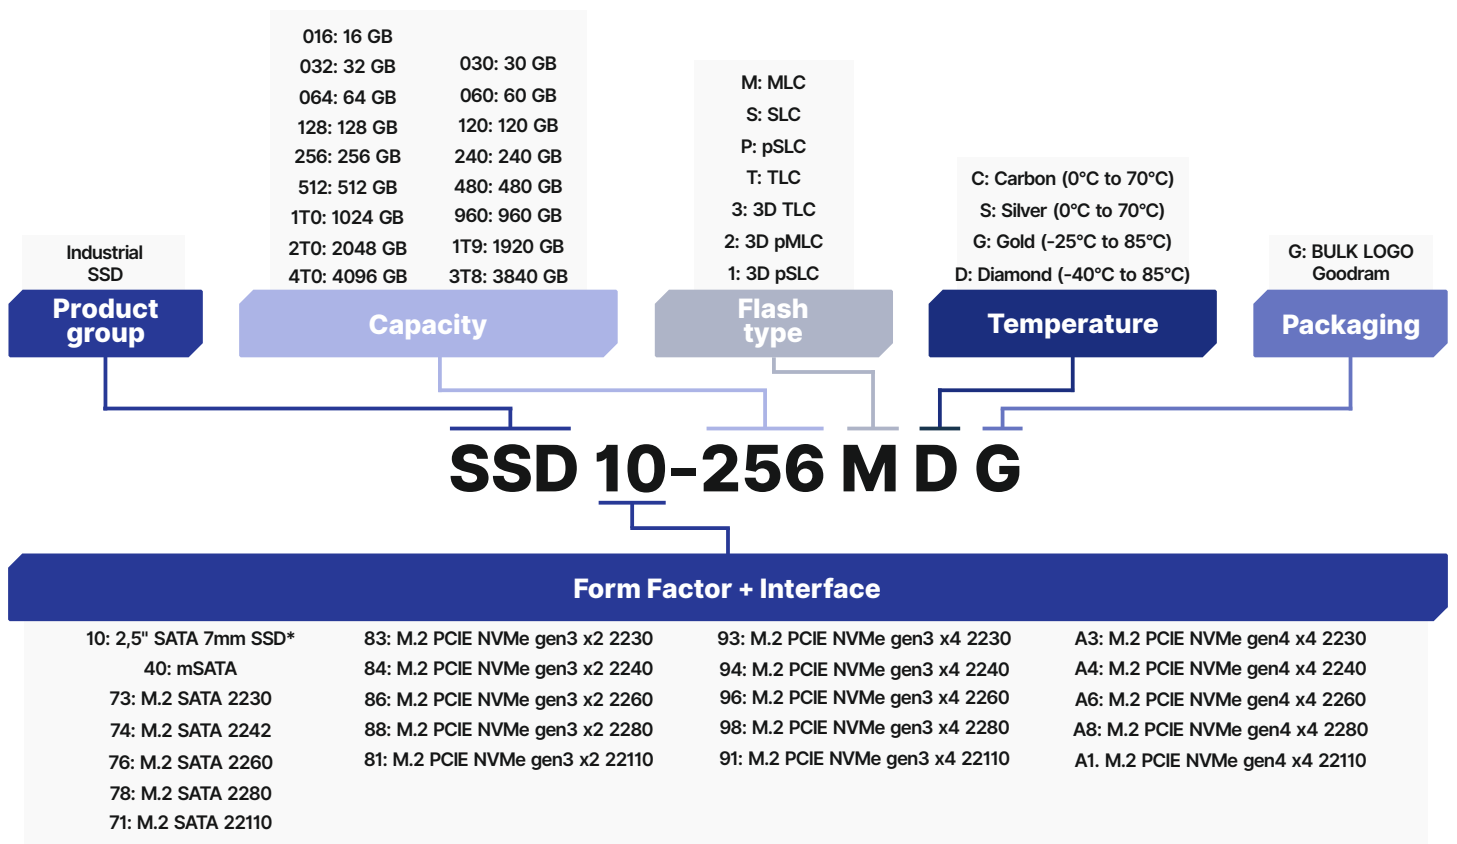 016: 16 GB
032: 32 GB
064: 64 GB
128: 128 GB
256: 256 GB
512: 512 GB
1T0: 1024 GB
2T0: 2048 GB
4T0: 4096 GB
030: 30 GB
060: 60 GB
120: 120 GB
240: 240 GB
480: 480 GB
960: 960 GB
1T9: 1920 GB
3T8: 3840 GB
M: MLC
S: SLC
P: pSLC
T: TLC
3: 3D TLC
2: 3D pMLC
1: 3D pSLC
C: Carbon (0°C to 70°C)
S: Silver (0°C to 70°C)
G: Gold (-25°C to 85°C)
D: Diamond (-40°C to 85°C)
Industrial
SSD
G: BULK LOGO
Goodram
Product
group
Capacity
Flash
type
Temperature
Packaging
SSD 10-256 M D G
Form Factor + Interface
10: 2,5" SATA 7mm SSD*
40: mSATA
73: M.2 SATA 2230
74: M.2 SATA 2242
76: M.2 SATA 2260
78: M.2 SATA 2280
71: M.2 SATA 22110
83: M.2 PCIE NVMe gen3 x2 2230
84: M.2 PCIE NVMe gen3 x2 2240
86: M.2 PCIE NVMe gen3 x2 2260
88: M.2 PCIE NVMe gen3 x2 2280
81: M.2 PCIE NVMe gen3 x2 22110
93: M.2 PCIE NVMe gen3 x4 2230
94: M.2 PCIE NVMe gen3 x4 2240
96: M.2 PCIE NVMe gen3 x4 2260
98: M.2 PCIE NVMe gen3 x4 2280
91: M.2 PCIE NVMe gen3 x4 22110
A3: M.2 PCIE NVMe gen4 x4 2230
A4: M.2 PCIE NVMe gen4 x4 2240
A6: M.2 PCIE NVMe gen4 x4 2260
A8: M.2 PCIE NVMe gen4 x4 2280
A1. M.2 PCIE NVMe gen4 x4 22110